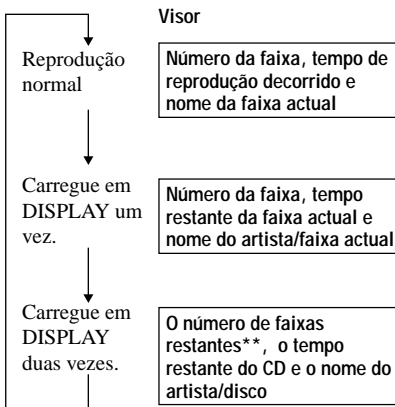 Visor
Reprodução
normal
Número da faixa, tempo de
reprodução decorrido e
nome da faixa actual
Carregue em
DISPLAY um
vez.
Número da faixa, tempo
restante da faixa actual e
nome do artista/faixa actual
Carregue em
DISPLAY
duas vezes.
O número de faixas
restantes**, o tempo
restante do CD e o nome do
artista/disco